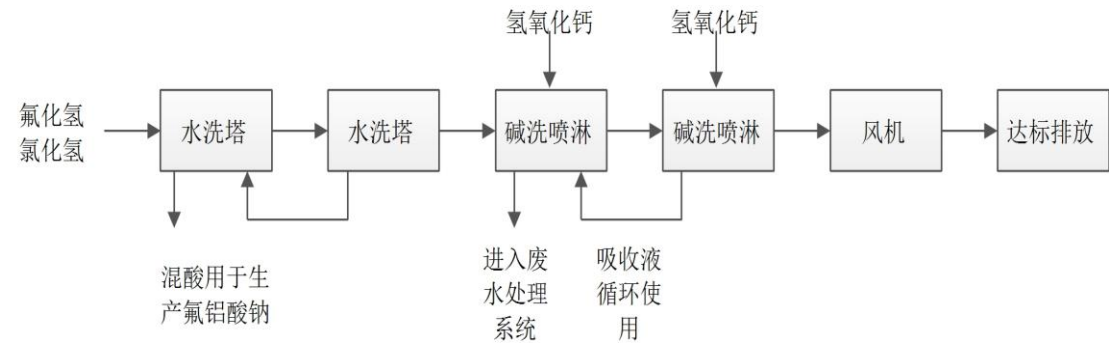 氢氧化钙
氢氧化钙
氟化氢
氯化氢
水洗塔
水洗塔
碱洗喷淋
碱洗喷淋
风机
达标排放
混酸用于生
产氟铝酸钠
进入废
水处理
系统
吸收液
循环使
用